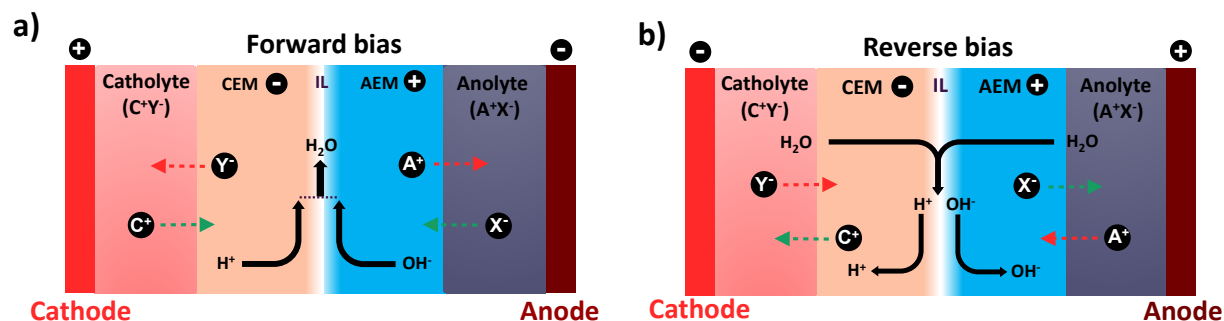 a)
Forward bias
+
-
Catholyte
(C⁺Y⁻)
CEM -
IL
AEM +
Anolyte
(A⁺X⁻)
H₂O
Y⁻
A⁺
C⁺
X⁻
H⁺
OH⁻
Cathode
Anode
b)
Reverse bias
-
+
Catholyte
(C⁺Y⁻)
CEM -
IL
AEM +
Anolyte
(A⁺X⁻)
H₂O
H₂O
Y⁻
X⁻
H⁺ OH⁻
C⁺
A⁺
H⁺
OH⁻
Cathode
Anode